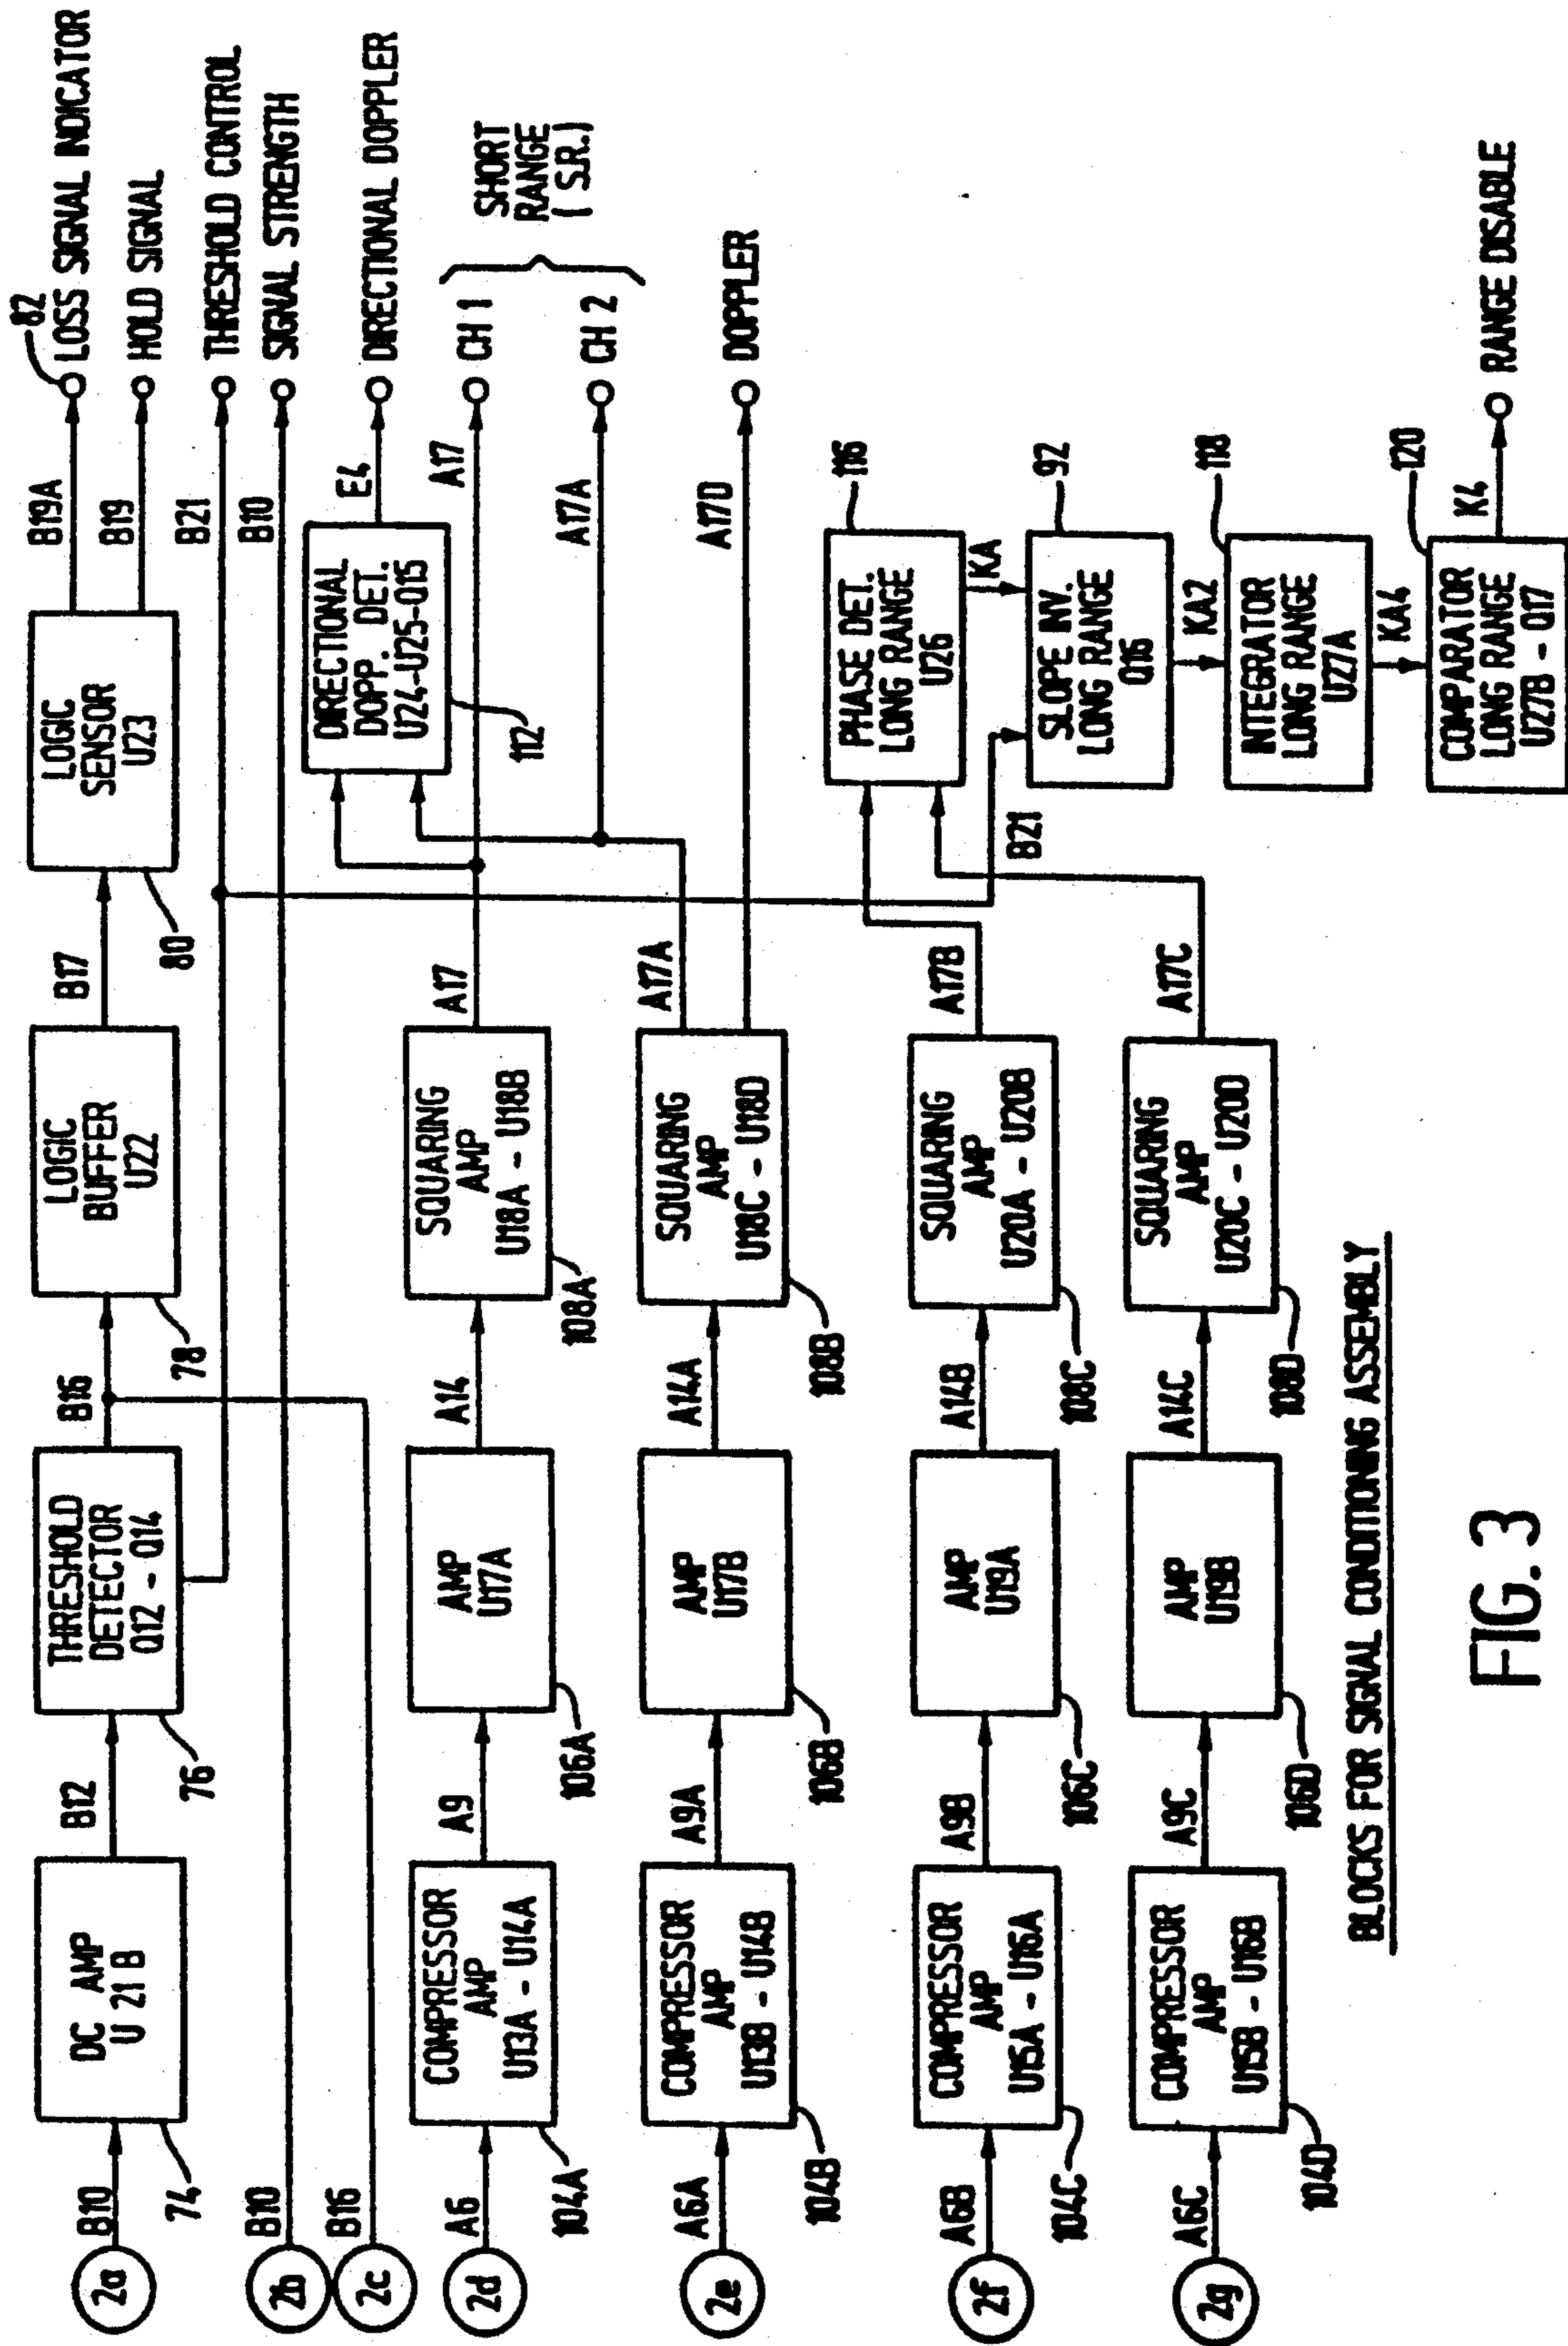 2a
B10
DC AMP
U 21 B
74
B12
THRESHOLD
DETECTOR
Q12 - Q14
76
B16
LOGIC
BUFFER
U22
78
B17
LOGIC
SENSOR
U23
80
B19A
82
LOSS SIGNAL INDICATOR
B19
HOLD SIGNAL
B21
THRESHOLD CONTROL
2b
B10
B10
SIGNAL STRENGTH
2c
B16
DIRECTIONAL
DOPP. DET.
U24-U25-Q15
112
E4
DIRECTIONAL DOPPLER
2d
A6
COMPRESSOR
AMP
U13A - U14A
104A
A9
AMP
U17A
106A
A14
SQUARING
AMP
U18A - U18B
108A
A17
A17
CH 1
SHORT
RANGE
( S.R.)
A17A
CH 2
2e
A6A
COMPRESSOR
AMP
U13B - U14B
104B
A9A
AMP
U17B
106B
A14A
SQUARING
AMP
U18C - U18D
108B
A17A
A17D
DOPPLER
2f
A6B
COMPRESSOR
AMP
U15A - U16A
104C
A9B
AMP
U19A
106C
A14B
SQUARING
AMP
U20A - U20B
108C
A17B
PHASE DET.
LONG RANGE
U26
116
KA
B21
SLOPE INV.
LONG RANGE
Q16
92
KA2
2g
A6C
COMPRESSOR
AMP
U15B - U16B
104D
A9C
AMP
U19B
106D
A14C
SQUARING
AMP
U20C - U20D
108D
A17C
INTEGRATOR
LONG RANGE
U27A
118
KA4
COMPARATOR
LONG RANGE
U27B - Q17
120
K4
RANGE DISABLE
BLOCKS FOR SIGNAL CONDITIONING ASSEMBLY
FIG. 3